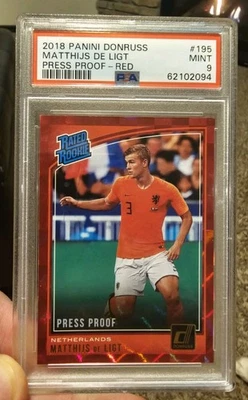 2018 PANINI DONRUSS #195
MATTHIJS DE LIGT MINT
PRESS PROOF - RED 9
PSA 62102094
RATED
ROOKIE
3
PRESS PROOF
NETHERLANDS
MATTHIJS DE LIGT